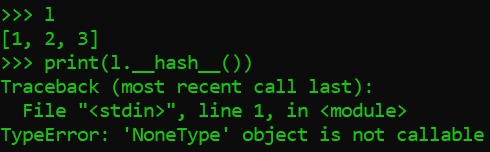 >>> l
[1, 2, 3]
>>> print(l.__hash__())
Traceback (most recent call last):
  File "<stdin>", line 1, in <module>
TypeError: 'NoneType' object is not callable